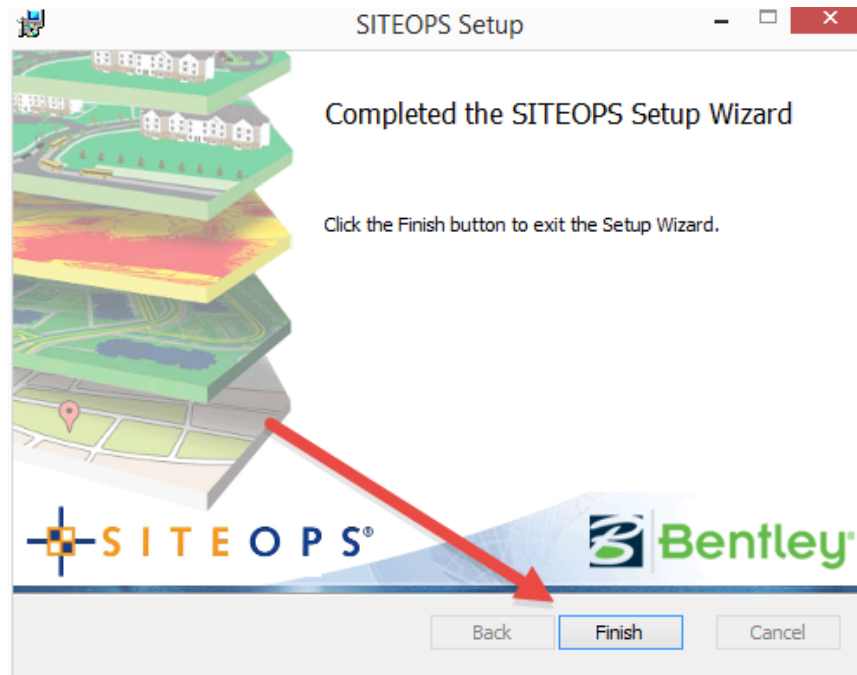 SITEOPS Setup
Completed the SITEOPS Setup Wizard
Click the Finish button to exit the Setup Wizard.
SITEOPS®
Bentley®
Back Finish Cancel